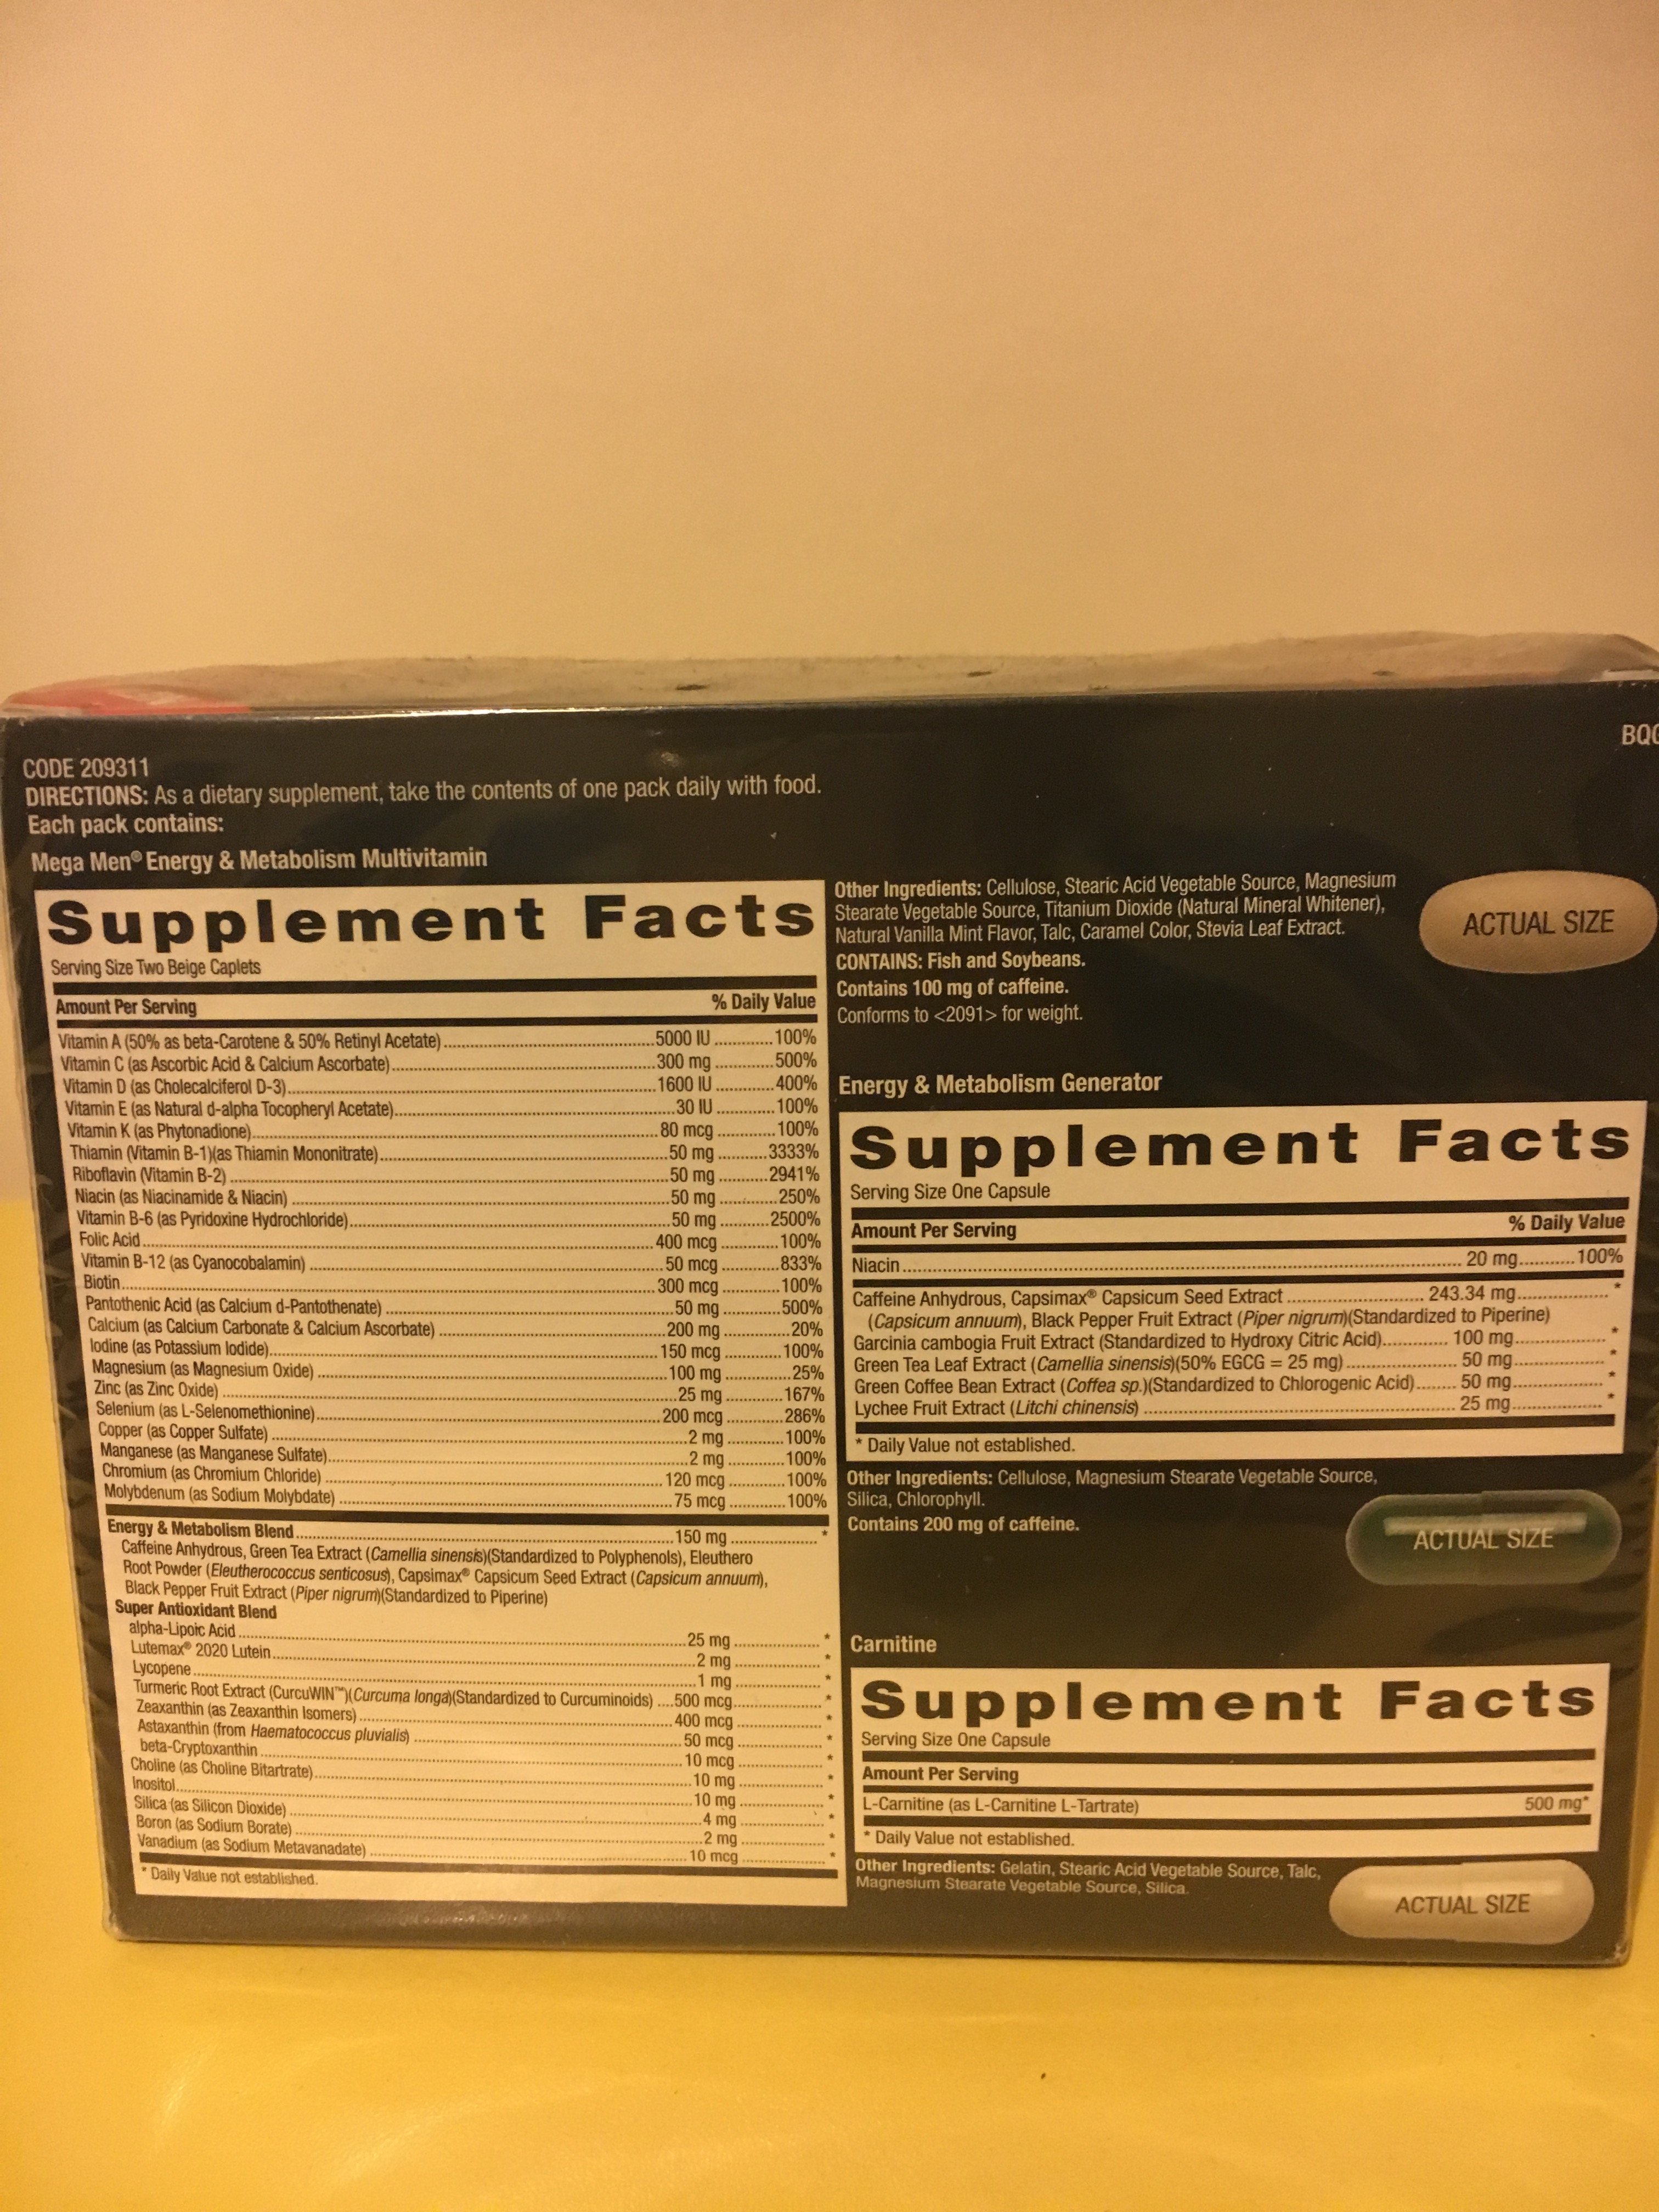 BQ
CODE 209311
DIRECTIONS: As a dietary supplement, take the contents of one pack daily with food.
Each pack contains:
Mega Men® Energy & Metabolism Multivitamin
Supplement Facts
Serving Size Two Beige Caplets
Amount Per Serving % Daily Value
Vitamin A (50% as beta-Carotene & 50% Retinyl Acetate) 5000 IU 100%
Vitamin C (as Ascorbic Acid & Calcium Ascorbate) 300 mg 500%
Vitamin D (as Cholecalciferol D-3) 1600 IU 400%
Vitamin E (as Natural d-alpha Tocopheryl Acetate) 30 IU 100%
Vitamin K (as Phytonadione) 80 mcg 100%
Thiamin (Vitamin B-1)(as Thiamin Mononitrate) 50 mg 3333%
Riboflavin (Vitamin B-2) 50 mg 2941%
Niacin (as Niacinamide & Niacin) 50 mg 250%
Vitamin B-6 (as Pyridoxine Hydrochloride) 50 mg 2500%
Folic Acid 400 mcg 100%
Vitamin B-12 (as Cyanocobalamin) 50 mcg 833%
Biotin 300 mcg 100%
Pantothenic Acid (as Calcium d-Pantothenate) 50 mg 500%
Calcium (as Calcium Carbonate & Calcium Ascorbate) 200 mg 20%
Iodine (as Potassium Iodide) 150 mcg 100%
Magnesium (as Magnesium Oxide) 100 mg 25%
Zinc (as Zinc Oxide) 25 mg 167%
Selenium (as L-Selenomethionine) 200 mcg 286%
Copper (as Copper Sulfate) 2 mg 100%
Manganese (as Manganese Sulfate) 2 mg 100%
Chromium (as Chromium Chloride) 120 mcg 100%
Molybdenum (as Sodium Molybdate) 75 mcg 100%
Energy & Metabolism Blend 150 mg *
Caffeine Anhydrous, Green Tea Extract (Camellia sinensis)(Standardized to Polyphenols), Eleuthero
Root Powder (Eleutherococcus senticosus), Capsimax® Capsicum Seed Extract (Capsicum annuum),
Black Pepper Fruit Extract (Piper nigrum)(Standardized to Piperine)
Super Antioxidant Blend
alpha-Lipoic Acid 25 mg *
Lutemax® 2020 Lutein 2 mg *
Lycopene 1 mg *
Turmeric Root Extract (CurcuWIN™)(Curcuma longa)(Standardized to Curcuminoids) 500 mcg *
Zeaxanthin (as Zeaxanthin Isomers) 400 mcg *
Astaxanthin (from Haematococcus pluvialis) 50 mcg *
beta-Cryptoxanthin 10 mcg *
Choline (as Choline Bitartrate) 10 mg *
Inositol 10 mg *
Silica (as Silicon Dioxide) 4 mg *
Boron (as Sodium Borate) 2 mg *
Vanadium (as Sodium Metavanadate) 10 mcg *
* Daily Value not established.
Other Ingredients: Cellulose, Stearic Acid Vegetable Source, Magnesium
Stearate Vegetable Source, Titanium Dioxide (Natural Mineral Whitener),
Natural Vanilla Mint Flavor, Talc, Caramel Color, Stevia Leaf Extract.
CONTAINS: Fish and Soybeans.
Contains 100 mg of caffeine.
Conforms to <2091> for weight.
ACTUAL SIZE
Energy & Metabolism Generator
Supplement Facts
Serving Size One Capsule
Amount Per Serving % Daily Value
Niacin 20 mg 100%
Caffeine Anhydrous, Capsimax® Capsicum Seed Extract 243.34 mg *
(Capsicum annuum), Black Pepper Fruit Extract (Piper nigrum)(Standardized to Piperine)
Garcinia cambogia Fruit Extract (Standardized to Hydroxy Citric Acid) 100 mg *
Green Tea Leaf Extract (Camellia sinensis)(50% EGCG = 25 mg) 50 mg *
Green Coffee Bean Extract (Coffea sp.)(Standardized to Chlorogenic Acid) 50 mg *
Lychee Fruit Extract (Litchi chinensis) 25 mg *
* Daily Value not established.
Other Ingredients: Cellulose, Magnesium Stearate Vegetable Source,
Silica, Chlorophyll.
Contains 200 mg of caffeine.
ACTUAL SIZE
Carnitine
Supplement Facts
Serving Size One Capsule
Amount Per Serving
L-Carnitine (as L-Carnitine L-Tartrate) 500 mg*
* Daily Value not established.
Other Ingredients: Gelatin, Stearic Acid Vegetable Source, Talc,
Magnesium Stearate Vegetable Source, Silica.
ACTUAL SIZE